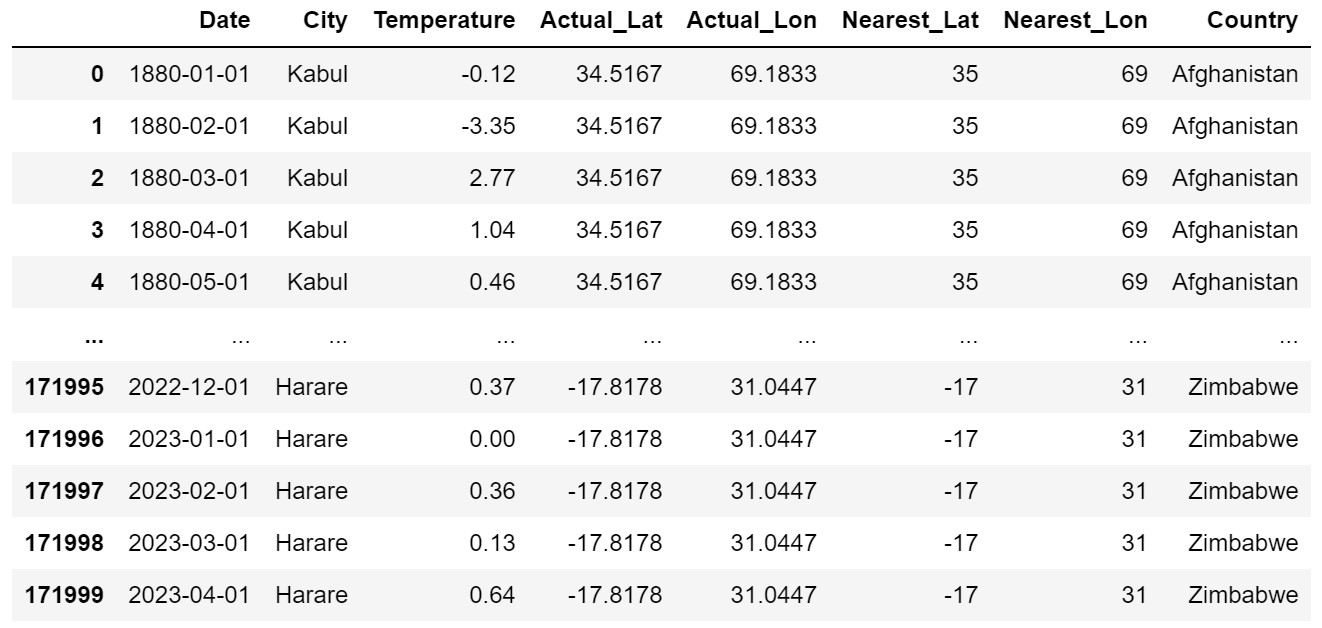 Date City Temperature Actual_Lat Actual_Lon Nearest_Lat Nearest_Lon Country
0 1880-01-01 Kabul -0.12 34.5167 69.1833 35 69 Afghanistan
1 1880-02-01 Kabul -3.35 34.5167 69.1833 35 69 Afghanistan
2 1880-03-01 Kabul 2.77 34.5167 69.1833 35 69 Afghanistan
3 1880-04-01 Kabul 1.04 34.5167 69.1833 35 69 Afghanistan
4 1880-05-01 Kabul 0.46 34.5167 69.1833 35 69 Afghanistan
... ... ... ... ... ... ... ... ...
171995 2022-12-01 Harare 0.37 -17.8178 31.0447 -17 31 Zimbabwe
171996 2023-01-01 Harare 0.00 -17.8178 31.0447 -17 31 Zimbabwe
171997 2023-02-01 Harare 0.36 -17.8178 31.0447 -17 31 Zimbabwe
171998 2023-03-01 Harare 0.13 -17.8178 31.0447 -17 31 Zimbabwe
171999 2023-04-01 Harare 0.64 -17.8178 31.0447 -17 31 Zimbabwe